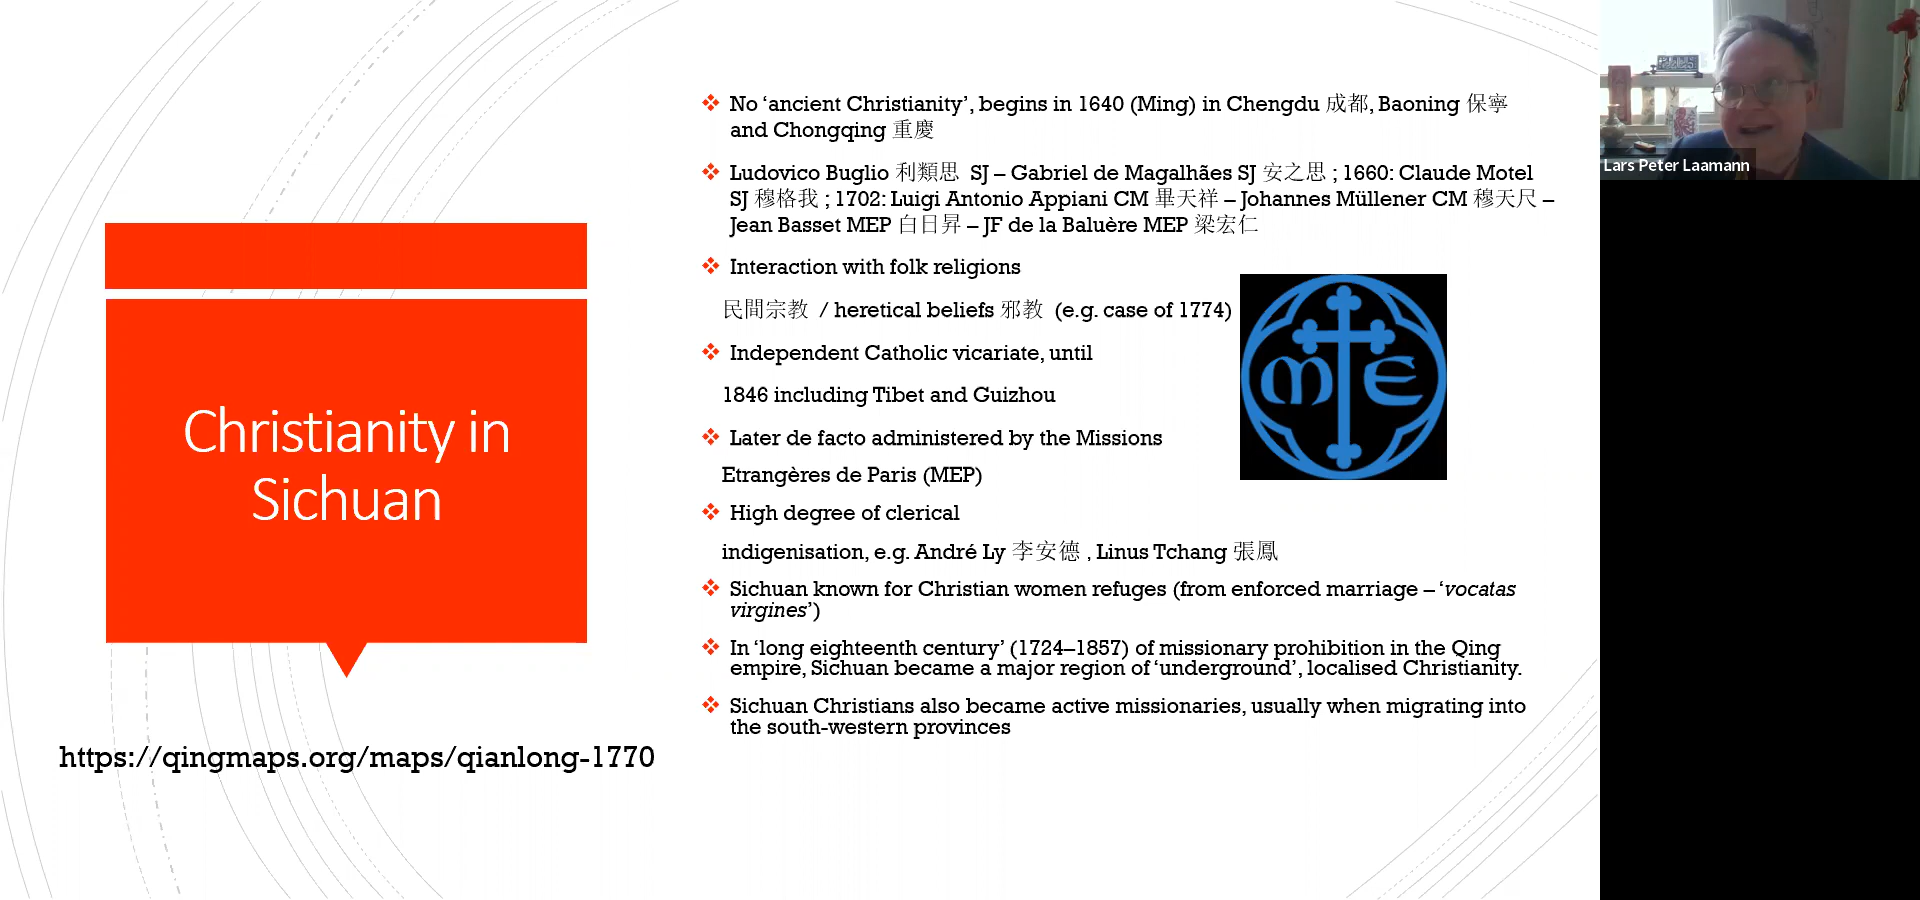 Christianity in
Sichuan
https://qingmaps.org/maps/qianlong-1770
No ‘ancient Christianity’, begins in 1640 (Ming) in Chengdu 成都, Baoning 保寧
and Chongqing 重慶
Ludovico Buglio 利類思 SJ – Gabriel de Magalhães SJ 安之思 ; 1660: Claude Motel
SJ 穆格我 ; 1702: Luigi Antonio Appiani CM 畢天祥 – Johannes Müllener CM 穆天尺 –
Jean Basset MEP 白日昇 – JF de la Baluère MEP 梁宏仁
Interaction with folk religions
民間宗教 / heretical beliefs 邪教 (e.g. case of 1774)
Independent Catholic vicariate, until
1846 including Tibet and Guizhou
Later de facto administered by the Missions
Etrangères de Paris (MEP)
High degree of clerical
indigenisation, e.g. André Ly 李安德 , Linus Tchang 張鳳
Sichuan known for Christian women refuges (from enforced marriage – ‘vocatas
virgines’)
In ‘long eighteenth century’ (1724–1857) of missionary prohibition in the Qing
empire, Sichuan became a major region of ‘underground’, localised Christianity.
Sichuan Christians also became active missionaries, usually when migrating into
the south-western provinces
M E
Lars Peter Laamann